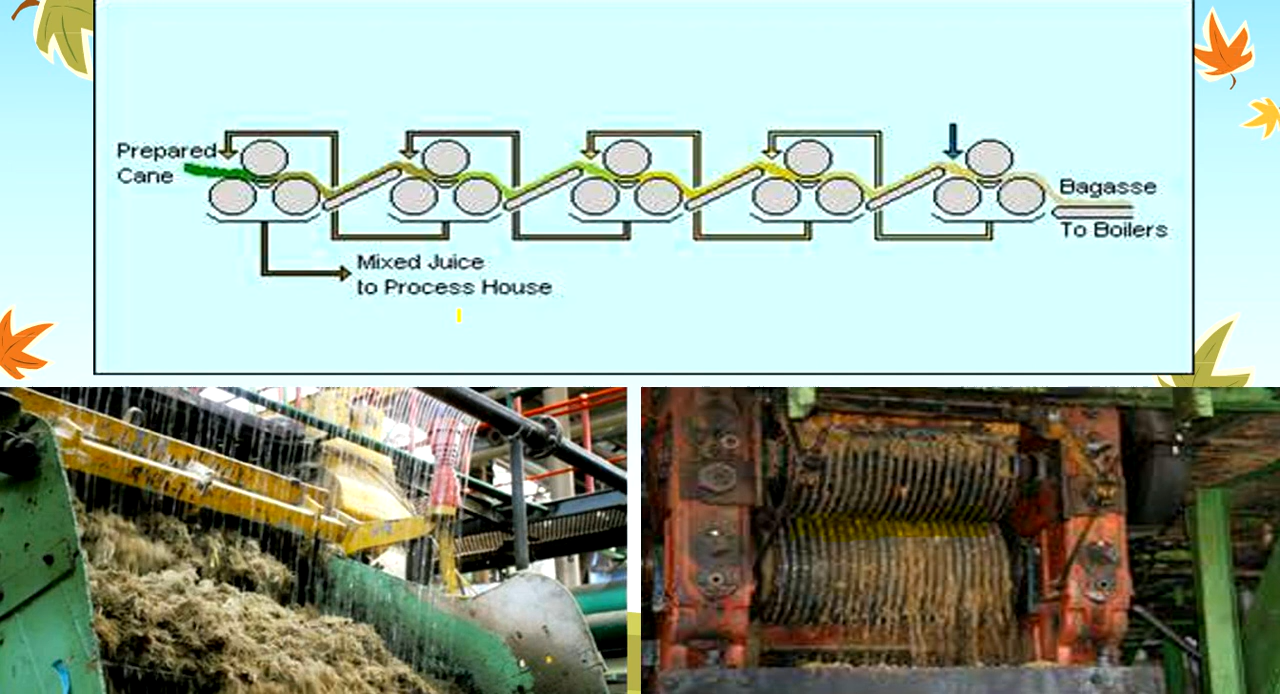 Prepared
Cane
Bagasse
To Boilers
Mixed Juice
to Process House